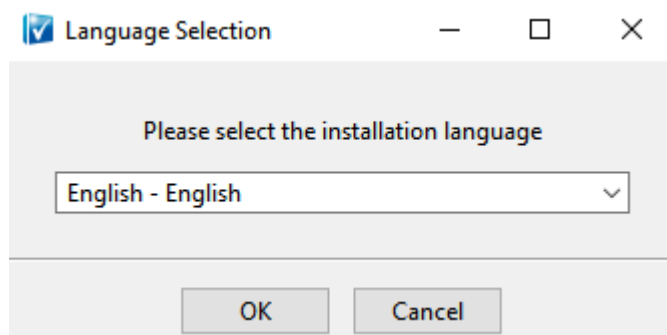 Language Selection
Please select the installation language
English - English
OK
Cancel